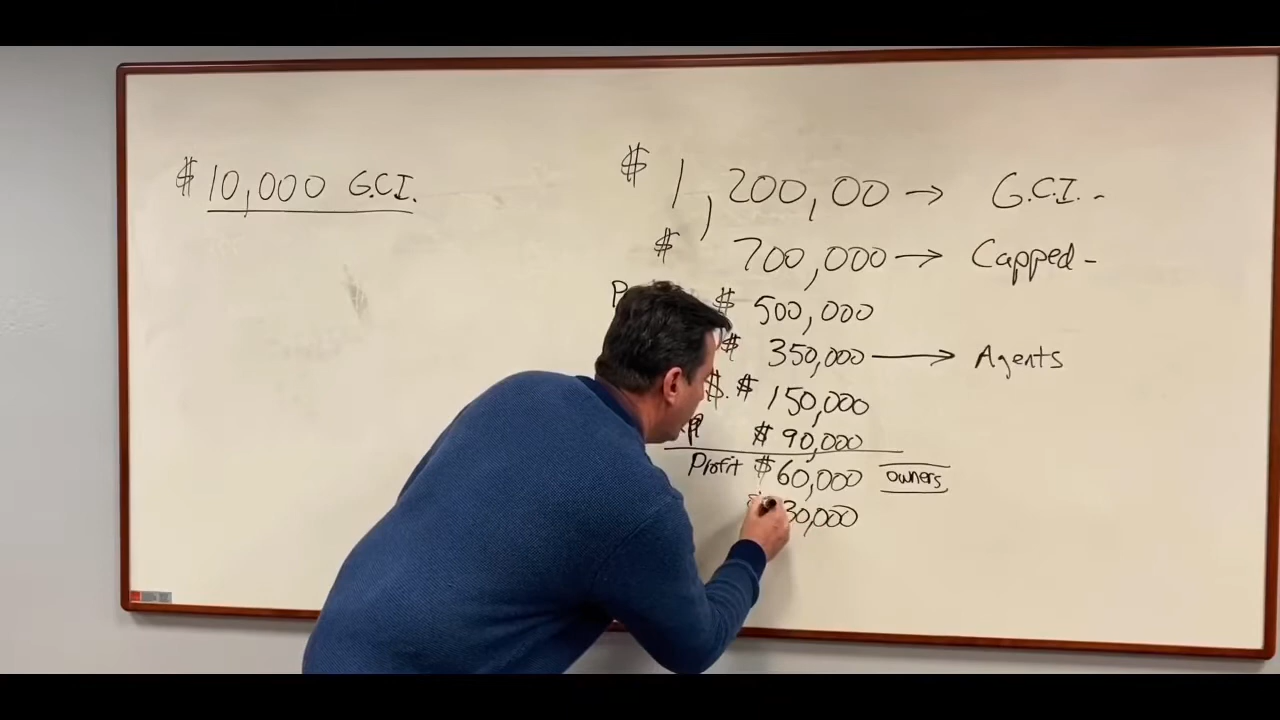 $ 10,000 G.C.I.
$ 1,200,00 → G.C.I. -
$ 700,000 → Capped -
$ 500,000
$ 350,000 → Agents
$. $ 150,000
$ 90,000
Profit $ 60,000 owners
30,000